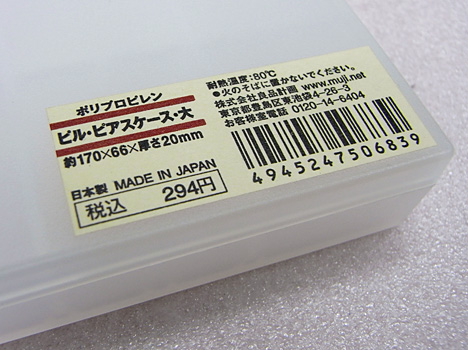 ポリプロピレン
ピル・ピアスケース・大
約170×66×厚さ20mm
日本製 MADE IN JAPAN
税込 294円
耐熱温度:80℃
●火のそばに置かないでください。
株式会社良品計画 www.muji.net
東京都豊島区東池袋4-26-3
お客様室電話 0120-14-6404
4945247506839